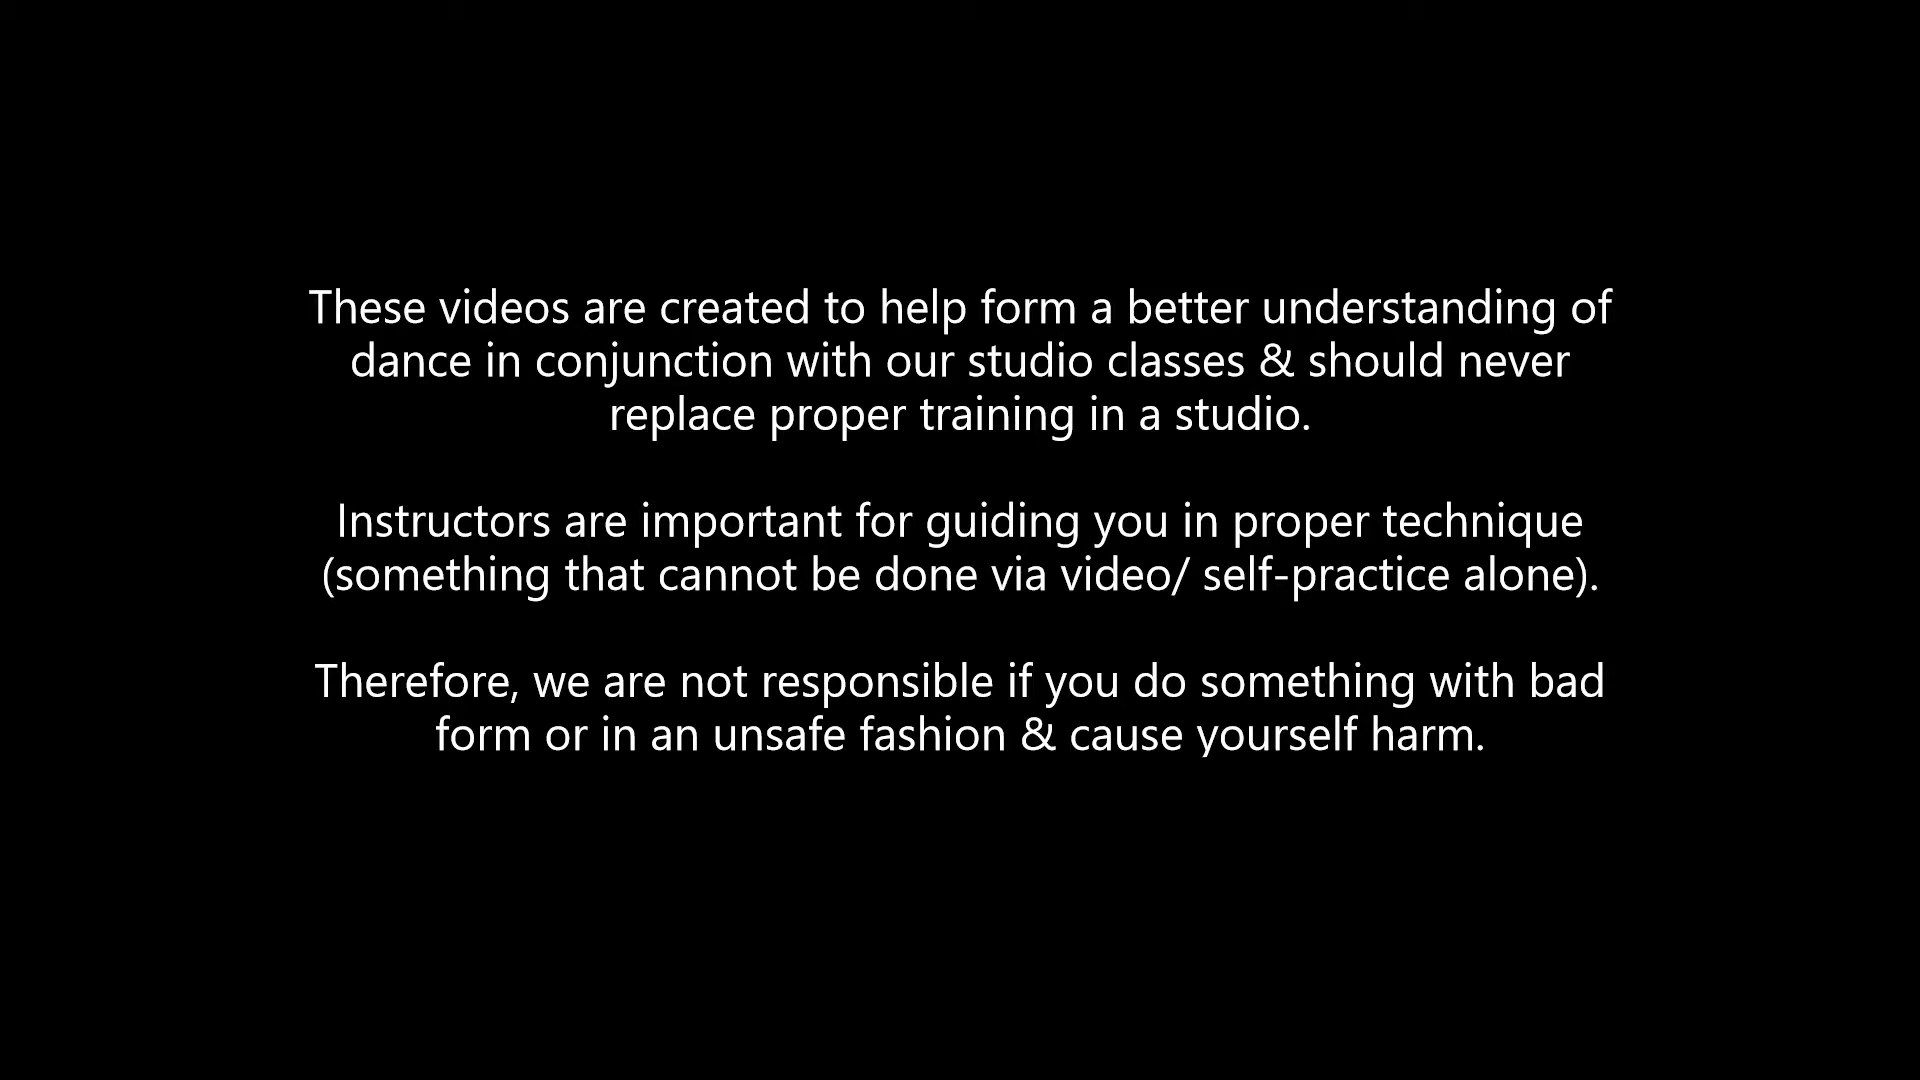 These videos are created to help form a better understanding of
dance in conjunction with our studio classes & should never
replace proper training in a studio.
Instructors are important for guiding you in proper technique
(something that cannot be done via video/ self-practice alone).
Therefore, we are not responsible if you do something with bad
form or in an unsafe fashion & cause yourself harm.